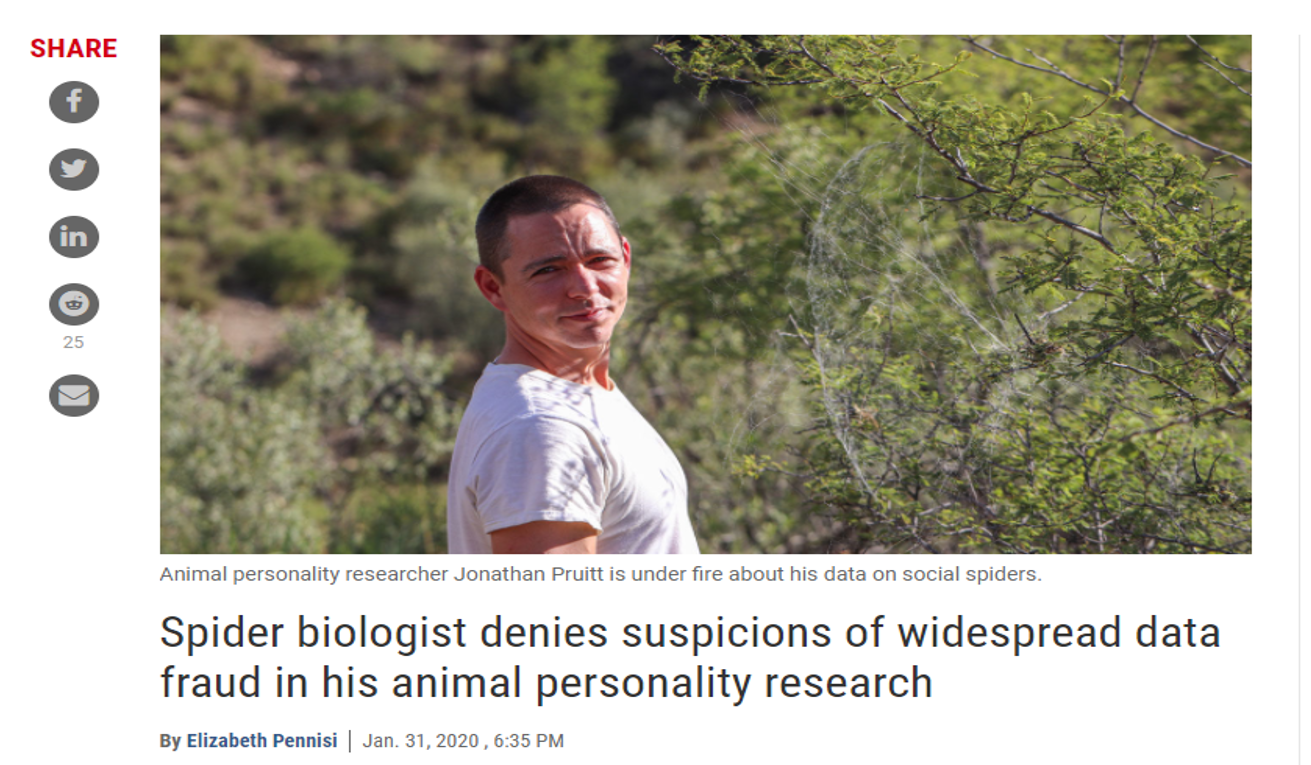 SHARE
25
Animal personality researcher Jonathan Pruitt is under fire about his data on social spiders.
Spider biologist denies suspicions of widespread data
fraud in his animal personality research
By Elizabeth Pennisi | Jan. 31, 2020 , 6:35 PM